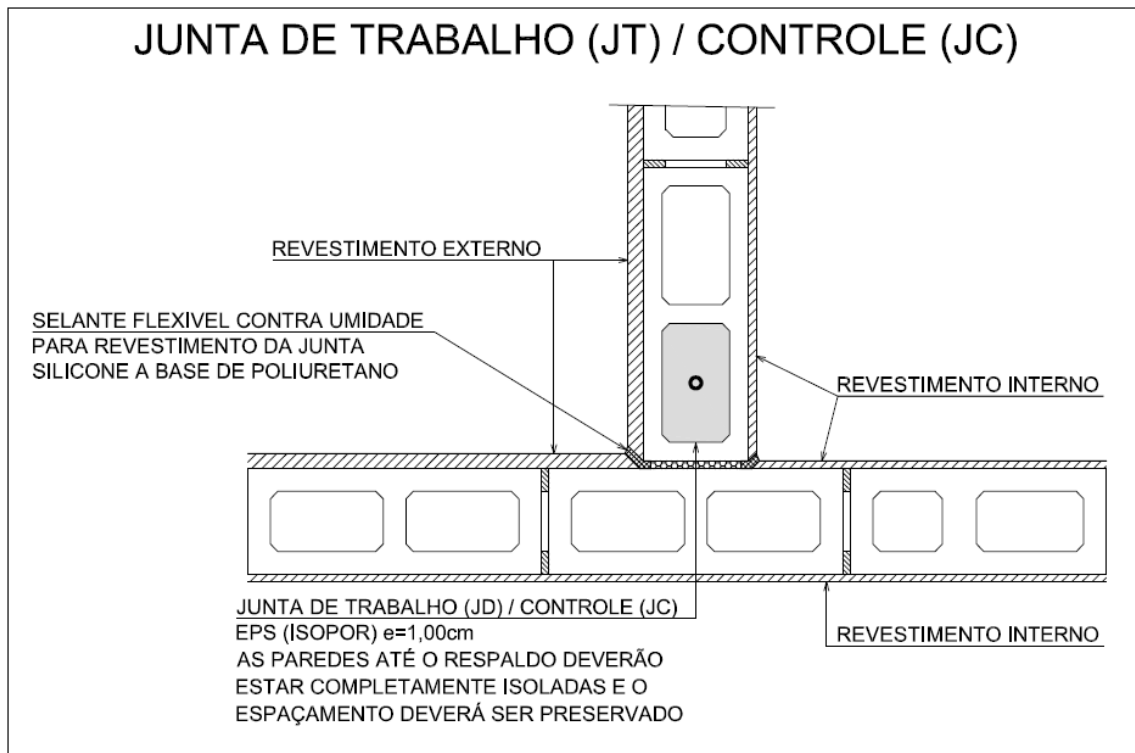 JUNTA DE TRABALHO (JT) / CONTROLE (JC)
REVESTIMENTO EXTERNO
SELANTE FLEXIVEL CONTRA UMIDADE
PARA REVESTIMENTO DA JUNTA
SILICONE A BASE DE POLIURETANO
REVESTIMENTO INTERNO
JUNTA DE TRABALHO (JD) / CONTROLE (JC)
EPS (ISOPOR) e=1,00cm
AS PAREDES ATÉ O RESPALDO DEVERÃO
ESTAR COMPLETAMENTE ISOLADAS E O
ESPAÇAMENTO DEVERÁ SER PRESERVADO
REVESTIMENTO INTERNO